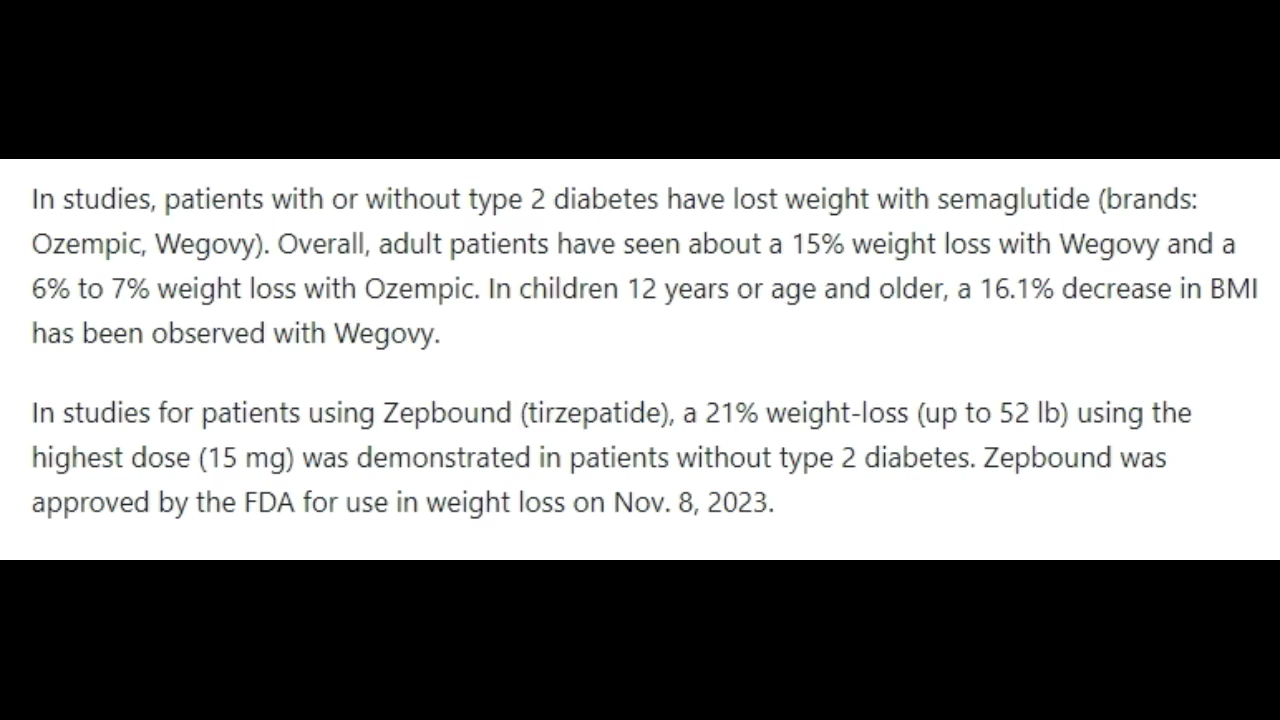 In studies, patients with or without type 2 diabetes have lost weight with semaglutide (brands:
Ozempic, Wegovy). Overall, adult patients have seen about a 15% weight loss with Wegovy and a
6% to 7% weight loss with Ozempic. In children 12 years or age and older, a 16.1% decrease in BMI
has been observed with Wegovy.
In studies for patients using Zepbound (tirzepatide), a 21% weight-loss (up to 52 lb) using the
highest dose (15 mg) was demonstrated in patients without type 2 diabetes. Zepbound was
approved by the FDA for use in weight loss on Nov. 8, 2023.